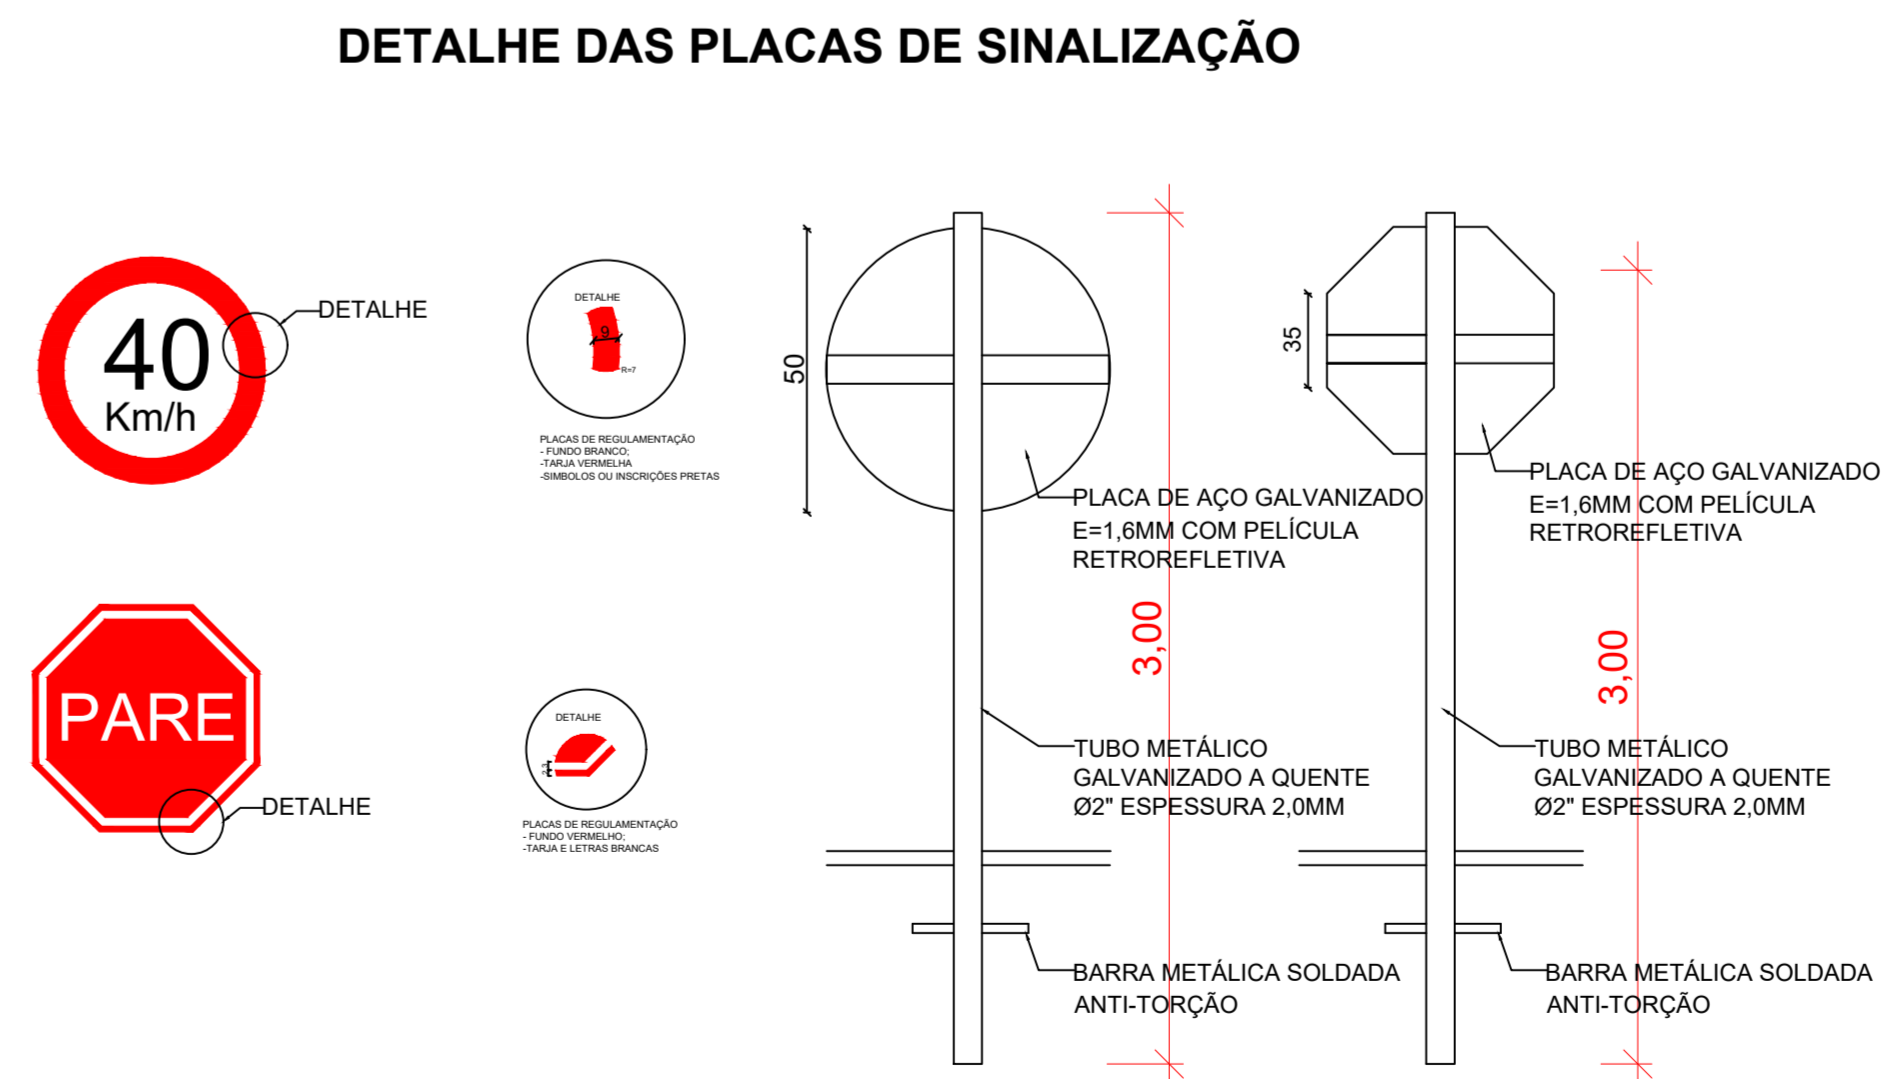 DETALHE DAS PLACAS DE SINALIZAÇÃO
40
Km/h
DETALHE
DETALHE
9
R=7
PLACAS DE REGULAMENTAÇÃO
- FUNDO BRANCO;
-TARJA VERMELHA
-SIMBOLOS OU INSCRIÇÕES PRETAS
50
PLACA DE AÇO GALVANIZADO
E=1,6MM COM PELÍCULA
RETROREFLETIVA
3,00
TUBO METÁLICO
GALVANIZADO A QUENTE
Ø2" ESPESSURA 2,0MM
BARRA METÁLICA SOLDADA
ANTI-TORÇÃO
35
PLACA DE AÇO GALVANIZADO
E=1,6MM COM PELÍCULA
RETROREFLETIVA
3,00
TUBO METÁLICO
GALVANIZADO A QUENTE
Ø2" ESPESSURA 2,0MM
BARRA METÁLICA SOLDADA
ANTI-TORÇÃO
PARE
DETALHE
DETALHE
PLACAS DE REGULAMENTAÇÃO
- FUNDO VERMELHO;
-TARJA E LETRAS BRANCAS